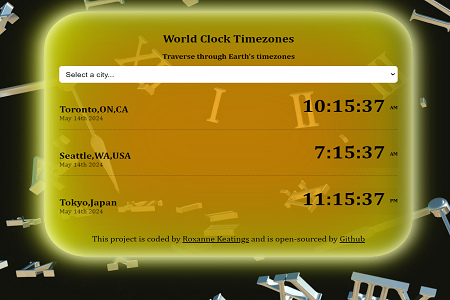 World Clock Timezones
Traverse through Earth's timezones
Select a city...
Toronto,ON,CA
10:15:37 AM
May 14th 2024
Seattle,WA,USA
7:15:37 AM
May 14th 2024
Tokyo,Japan
11:15:37 PM
May 14th 2024
This project is coded by Roxanne Keatings and is open-sourced by Github